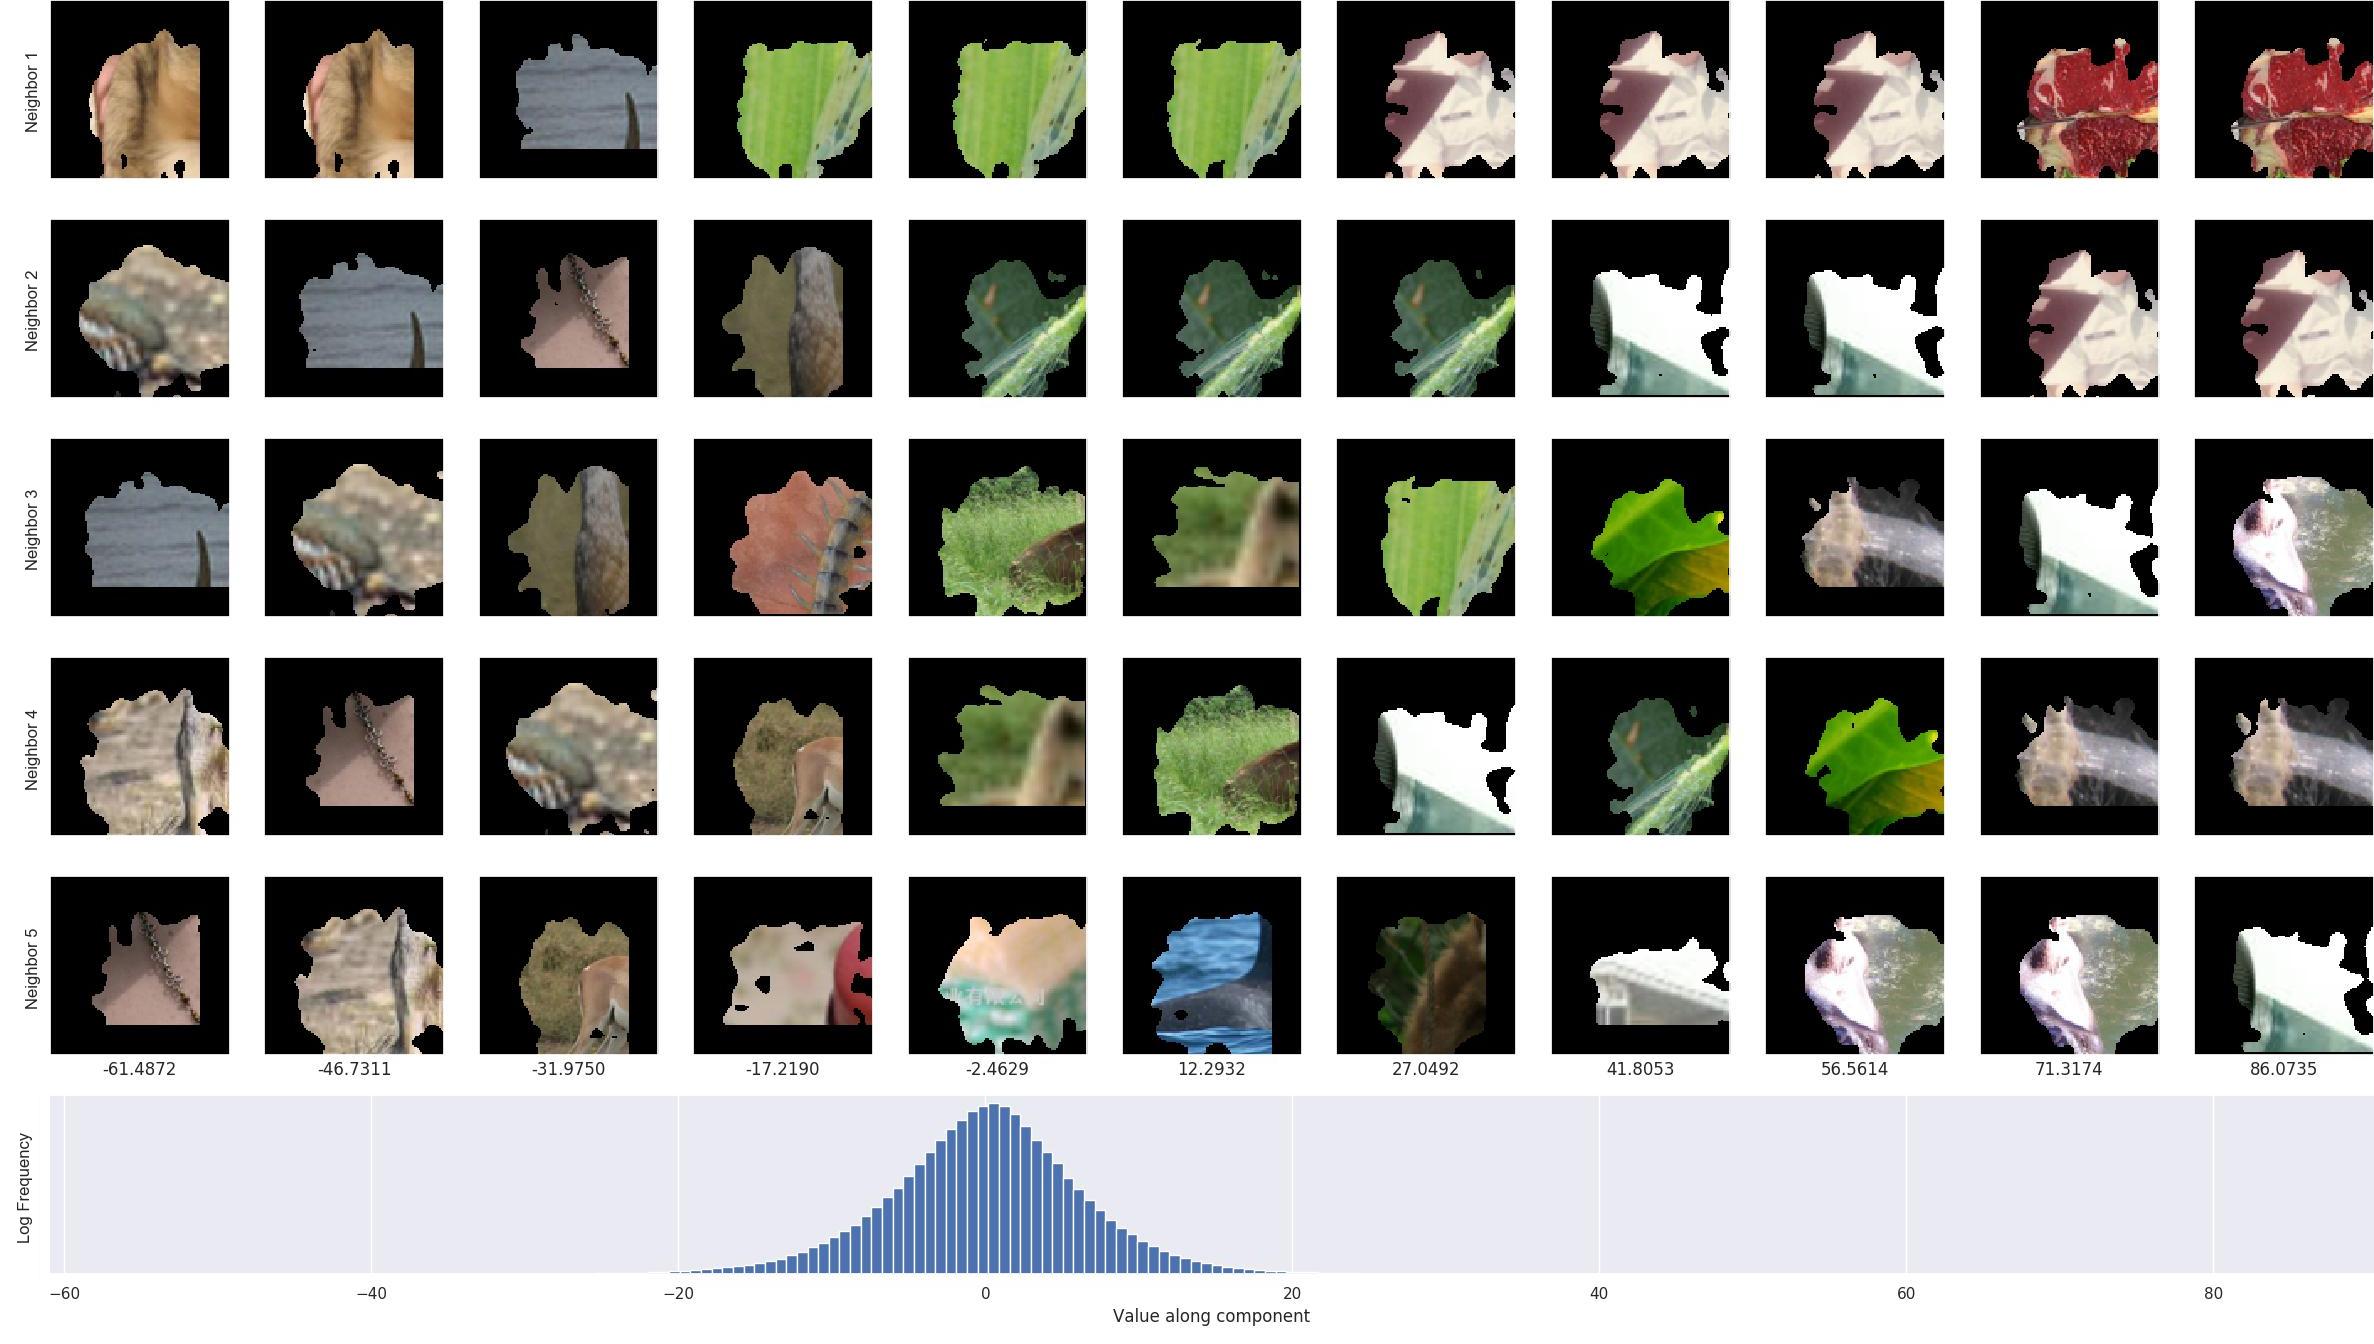 Neighbor 1
Neighbor 2
Neighbor 3
Neighbor 4
Neighbor 5
业有限公司
-61.4872 -46.7311 -31.9750 -17.2190 -2.4629 12.2932 27.0492 41.8053 56.5614 71.3174 86.0735
Log Frequency
−60 −40 −20 0 20 40 60 80
Value along component